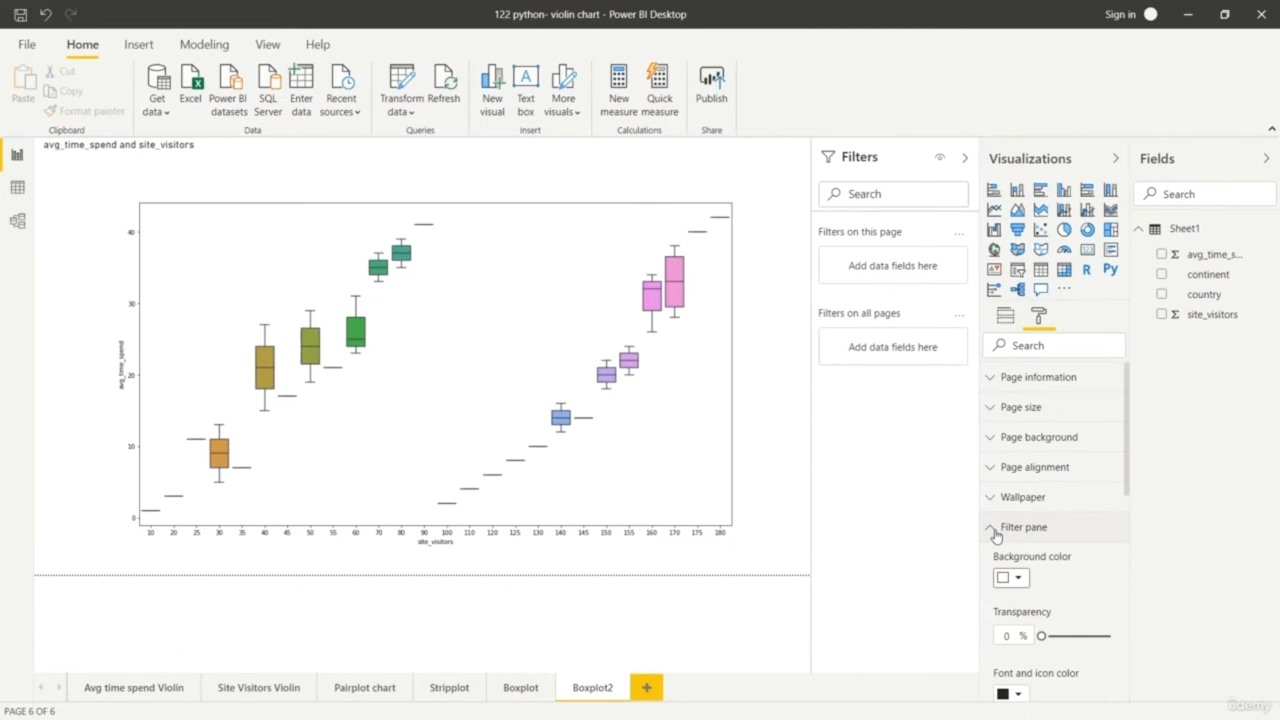 122 python- violin chart - Power BI Desktop
Sign in
File Home Insert Modeling View Help
Paste
Cut
Copy
Format painter
Clipboard
Get data
Excel
Power BI datasets
SQL Server
Enter data
Recent sources
Data
Transform data
Refresh
Queries
New visual
Text box
More visuals
Insert
New measure
Quick measure
Calculations
Publish
Share
avg_time_spend and site_visitors
40
30
20
10
0
avg_time_spend
10 20 25 30 35 40 45 50 55 60 70 80 90 100 110 120 125 130 140 145 150 155 160 170 175 180
site_visitors
Filters
Search
Filters on this page
...
Add data fields here
Filters on all pages
...
Add data fields here
Visualizations
R Py
...
Search
Page information
Page size
Page background
Page alignment
Wallpaper
Filter pane
Background color
Transparency
0 %
Font and icon color
Fields
Search
Sheet1
Σ avg_time_s...
continent
country
Σ site_visitors
Avg time spend Violin
Site Visitors Violin
Pairplot chart
Stripplot
Boxplot
Boxplot2
+
PAGE 6 OF 6
Udemy